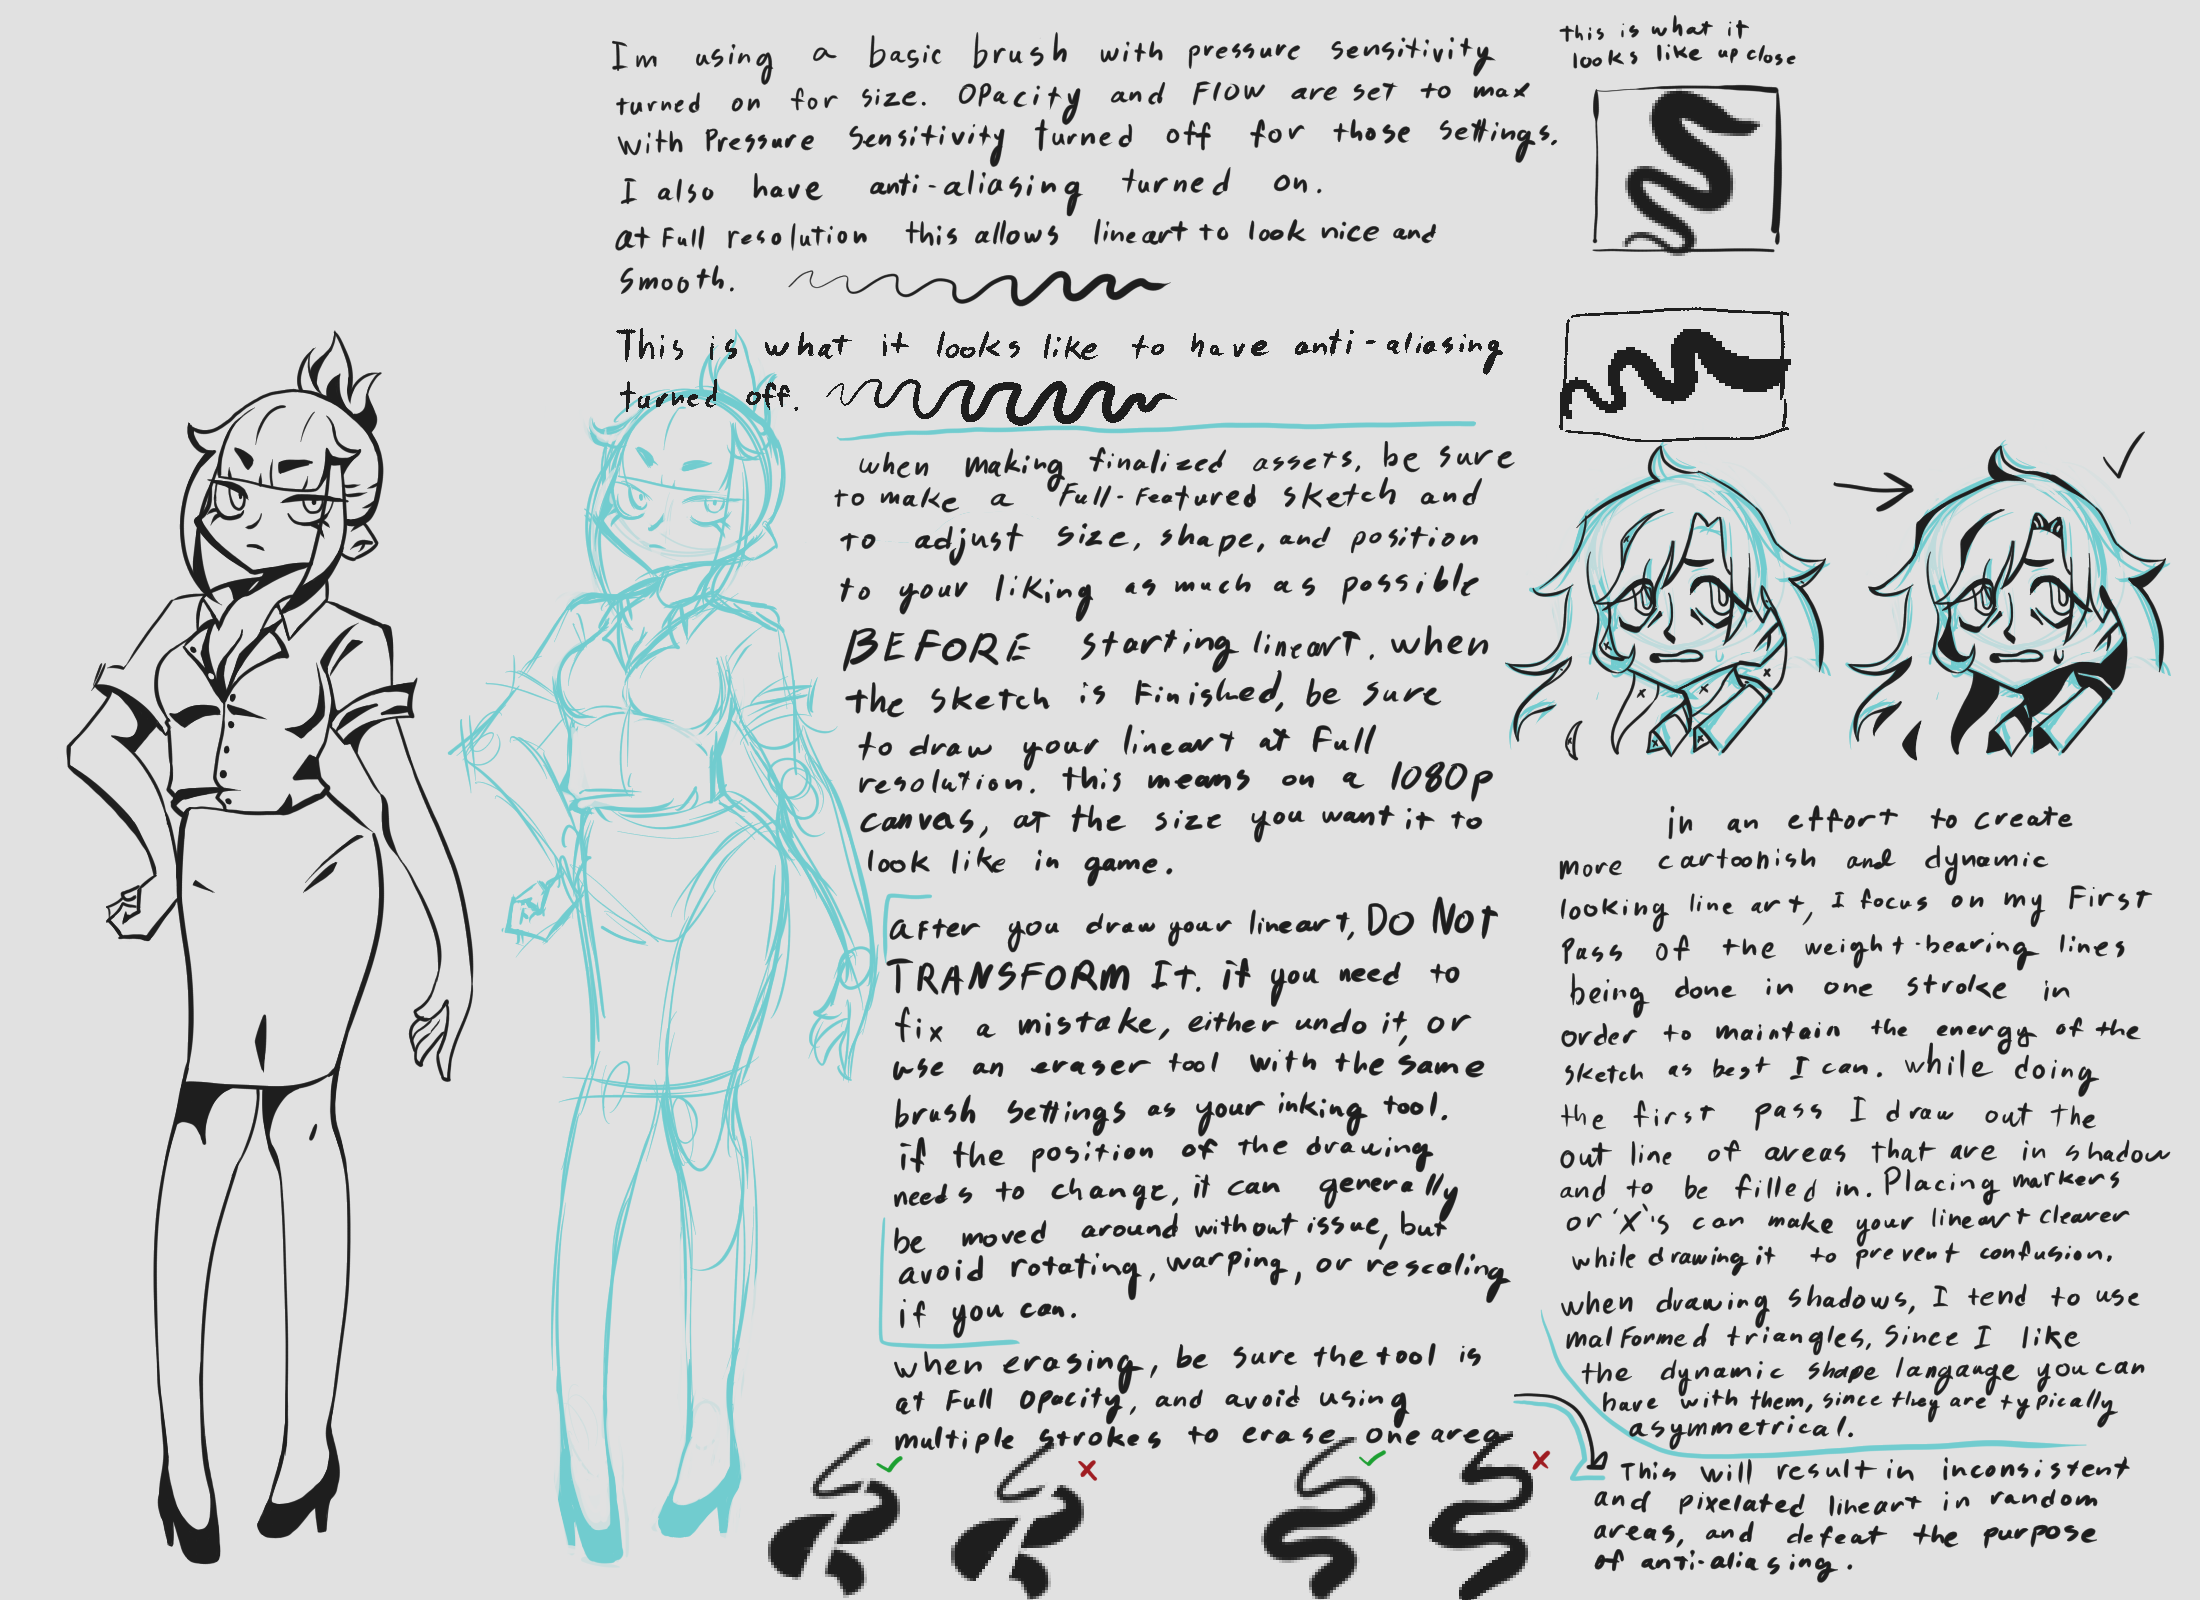 Im using a basic brush with pressure sensitivity
turned on for size. Opacity and Flow are set to max
with Pressure Sensitivity turned off for those settings.
I also have anti-aliasing turned on.
at Full resolution this allows lineart to look nice and
smooth.
This is what it looks like to have anti-aliasing
turned off.
this is what it
looks like up close
when making finalized assets, be sure
to make a Full-Featured sketch and
to adjust size, shape, and position
to your liking as much as possible
BEFORE starting lineart. when
the sketch is Finished, be sure
to draw your lineart at Full
resolution. this means on a 1080p
canvas, at the size you want it to
look like in game.
After you draw your lineart, DO NOT
TRANSFORM It. if you need to
fix a mistake, either undo it, or
use an eraser tool with the same
brush settings as your inking tool.
if the position of the drawing
needs to change, it can generally
be moved around without issue, but
avoid rotating, warping, or rescaling
if you can.
when erasing, be sure the tool is
at Full Opacity, and avoid using
multiple strokes to erase one area
in an effort to create
more cartoonish and dynamic
looking line art, I focus on my First
Pass of the weight-bearing lines
being done in one stroke in
order to maintain the energy of the
sketch as best I can. while doing
the first pass I draw out the
out line of areas that are in shadow
and to be filled in. Placing markers
or 'X's can make your lineart clearer
while drawing it to prevent confusion.
when drawing shadows, I tend to use
malformed triangles, Since I like
the dynamic shape langauge you can
have with them, since they are typically
asymmetrical.
This will result in inconsistent
and pixelated lineart in random
areas, and defeat the purpose
of anti-aliasing.